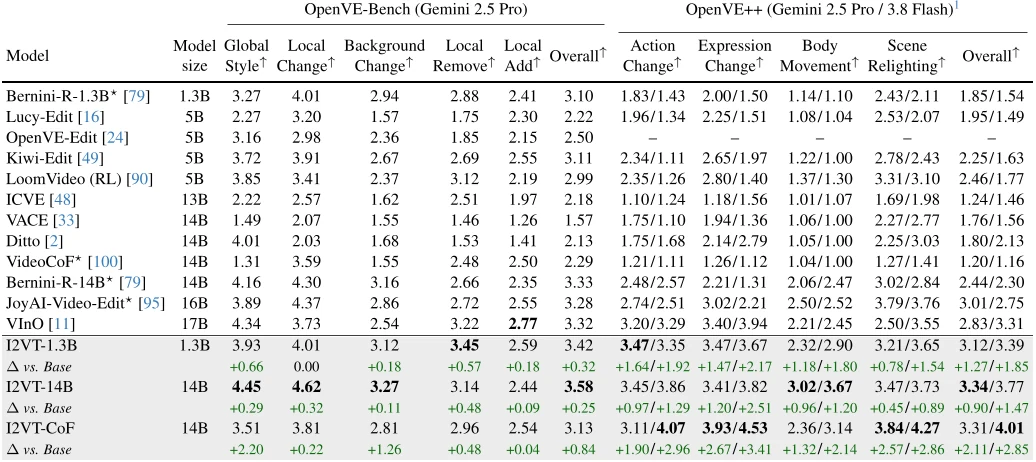 OpenVE-Bench (Gemini 2.5 Pro) OpenVE++ (Gemini 2.5 Pro / 3.8 Flash)1
Model Model size Global Style↑ Local Change↑ Background Change↑ Local Remove↑ Local Add↑ Overall↑ Action Change↑ Expression Change↑ Body Movement↑ Scene Relighting↑ Overall↑
Bernini-R-1.3B★ [79] 1.3B 3.27 4.01 2.94 2.88 2.41 3.10 1.83/1.43 2.00/1.50 1.14/1.10 2.43/2.11 1.85/1.54
Lucy-Edit [16] 5B 2.27 3.20 1.57 1.75 2.30 2.22 1.96/1.34 2.25/1.51 1.08/1.04 2.53/2.07 1.95/1.49
OpenVE-Edit [24] 5B 3.16 2.98 2.36 1.85 2.15 2.50 – – – – –
Kiwi-Edit [49] 5B 3.72 3.91 2.67 2.69 2.55 3.11 2.34/1.11 2.65/1.97 1.22/1.00 2.78/2.43 2.25/1.63
LoomVideo (RL) [90] 5B 3.85 3.41 2.37 3.12 2.19 2.99 2.35/1.26 2.80/1.40 1.37/1.30 3.31/3.10 2.46/1.77
ICVE [48] 13B 2.22 2.57 1.62 2.51 1.97 2.18 1.10/1.24 1.18/1.56 1.01/1.07 1.69/1.98 1.24/1.46
VACE [33] 14B 1.49 2.07 1.55 1.46 1.26 1.57 1.75/1.10 1.94/1.36 1.06/1.00 2.27/2.77 1.76/1.56
Ditto [2] 14B 4.01 2.03 1.68 1.53 1.41 2.13 1.75/1.68 2.14/2.79 1.05/1.00 2.25/3.03 1.80/2.13
VideoCoF★ [100] 14B 1.31 3.59 1.55 2.48 2.50 2.29 1.21/1.11 1.26/1.12 1.04/1.00 1.27/1.41 1.20/1.16
Bernini-R-14B★ [79] 14B 4.16 4.30 3.16 2.66 2.35 3.33 2.48/2.57 2.21/1.31 2.06/2.47 3.02/2.84 2.44/2.30
JoyAI-Video-Edit★ [95] 16B 3.89 4.37 2.86 2.72 2.55 3.28 2.74/2.51 3.02/2.21 2.50/2.52 3.79/3.76 3.01/2.75
VInO [11] 17B 4.34 3.73 2.54 3.22 2.77 3.32 3.20/3.29 3.40/3.94 2.21/2.45 2.50/3.55 2.83/3.31
I2VT-1.3B 1.3B 3.93 4.01 3.12 3.45 2.59 3.42 3.47/3.35 3.47/3.67 2.32/2.90 3.21/3.65 3.12/3.39
Δ vs. Base +0.66 0.00 +0.18 +0.57 +0.18 +0.32 +1.64/+1.92 +1.47/+2.17 +1.18/+1.80 +0.78/+1.54 +1.27/+1.85
I2VT-14B 14B 4.45 4.62 3.27 3.14 2.44 3.58 3.45/3.86 3.41/3.82 3.02/3.67 3.47/3.73 3.34/3.77
Δ vs. Base +0.29 +0.32 +0.11 +0.48 +0.09 +0.25 +0.97/+1.29 +1.20/+2.51 +0.96/+1.20 +0.45/+0.89 +0.90/+1.47
I2VT-CoF 14B 3.51 3.81 2.81 2.96 2.54 3.13 3.11/4.07 3.93/4.53 2.36/3.14 3.84/4.27 3.31/4.01
Δ vs. Base +2.20 +0.22 +1.26 +0.48 +0.04 +0.84 +1.90/+2.96 +2.67/+3.41 +1.32/+2.14 +2.57/+2.86 +2.11/+2.85